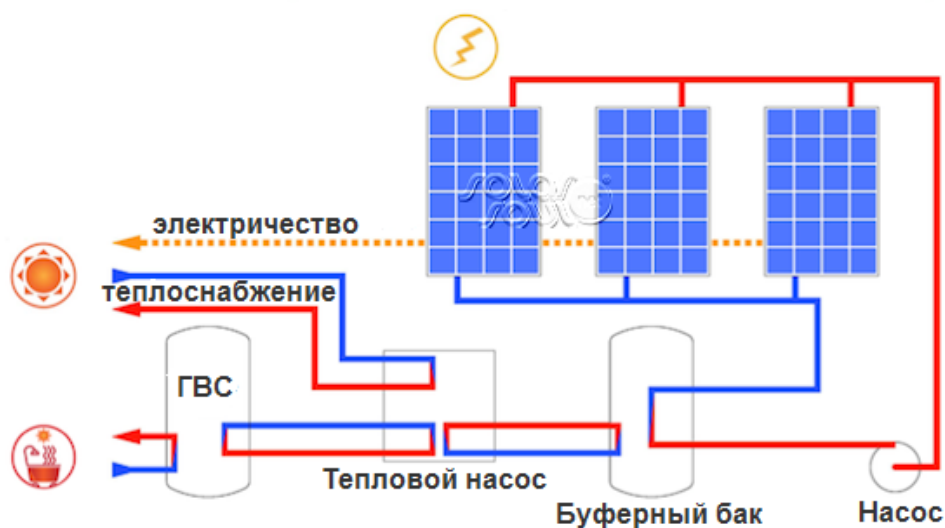 электричество
теплоснабжение
ГВС
Тепловой насос
Буферный бак
Насос